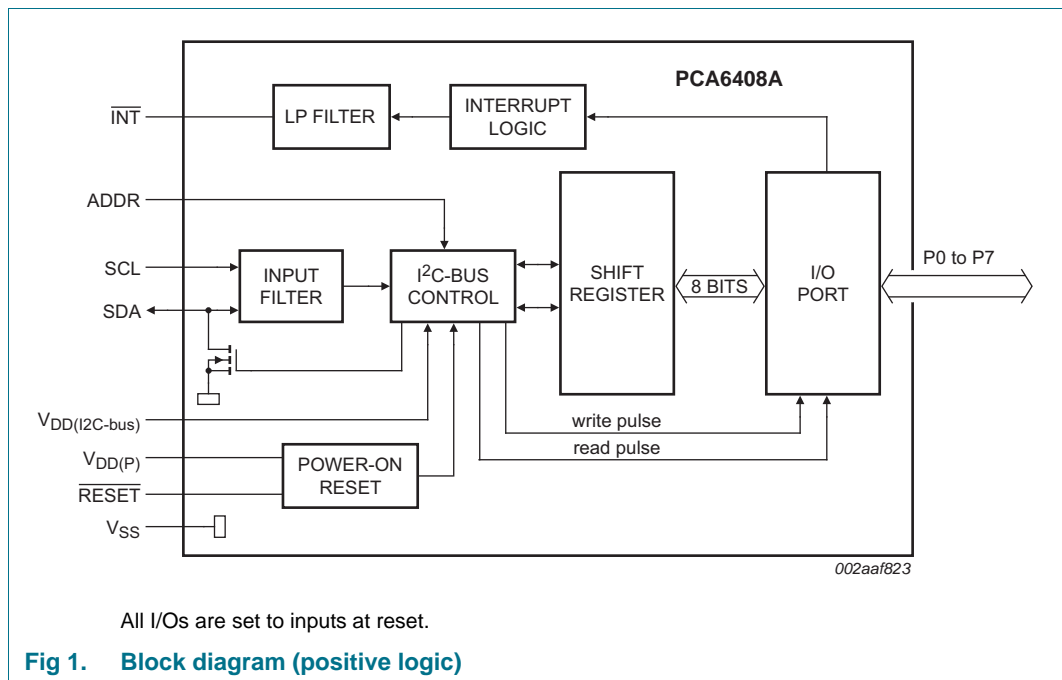 PCA6408A
INT
LP FILTER
INTERRUPT
LOGIC
ADDR
SCL
SDA
INPUT
FILTER
I²C-BUS
CONTROL
SHIFT
REGISTER
8 BITS
I/O
PORT
P0 to P7
VDD(I2C-bus)
write pulse
read pulse
VDD(P)
RESET
POWER-ON
RESET
VSS
002aaf823
All I/Os are set to inputs at reset.
Fig 1. Block diagram (positive logic)